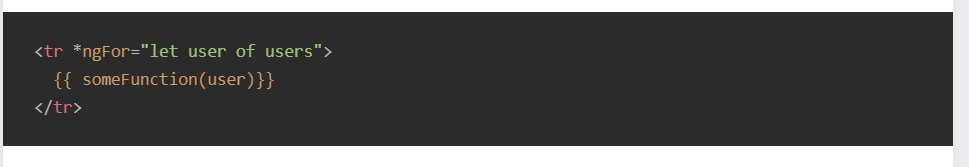 <tr *ngFor="let user of users">
{{ someFunction(user)}}
</tr>